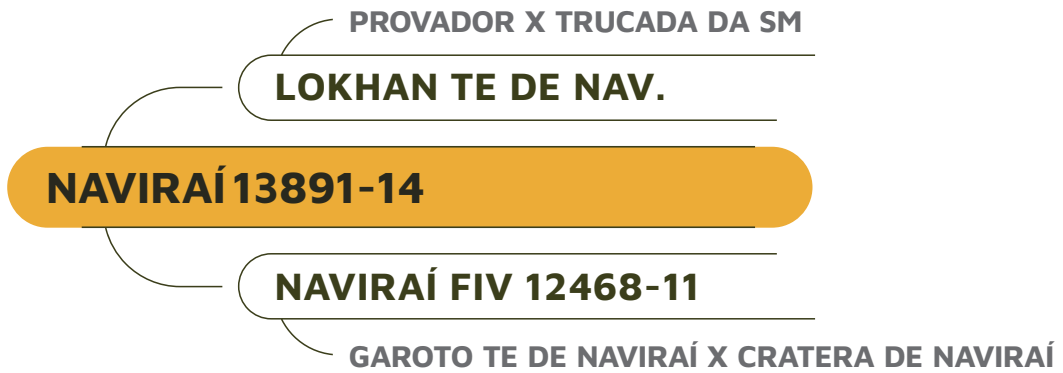 PROVADOR X TRUCADA DA SM
LOKHAN TE DE NAV.
NAVIRAÍ 13891-14
NAVIRAÍ FIV 12468-11
GAROTO TE DE NAVIRAÍ X CRATERA DE NAVIRAÍ